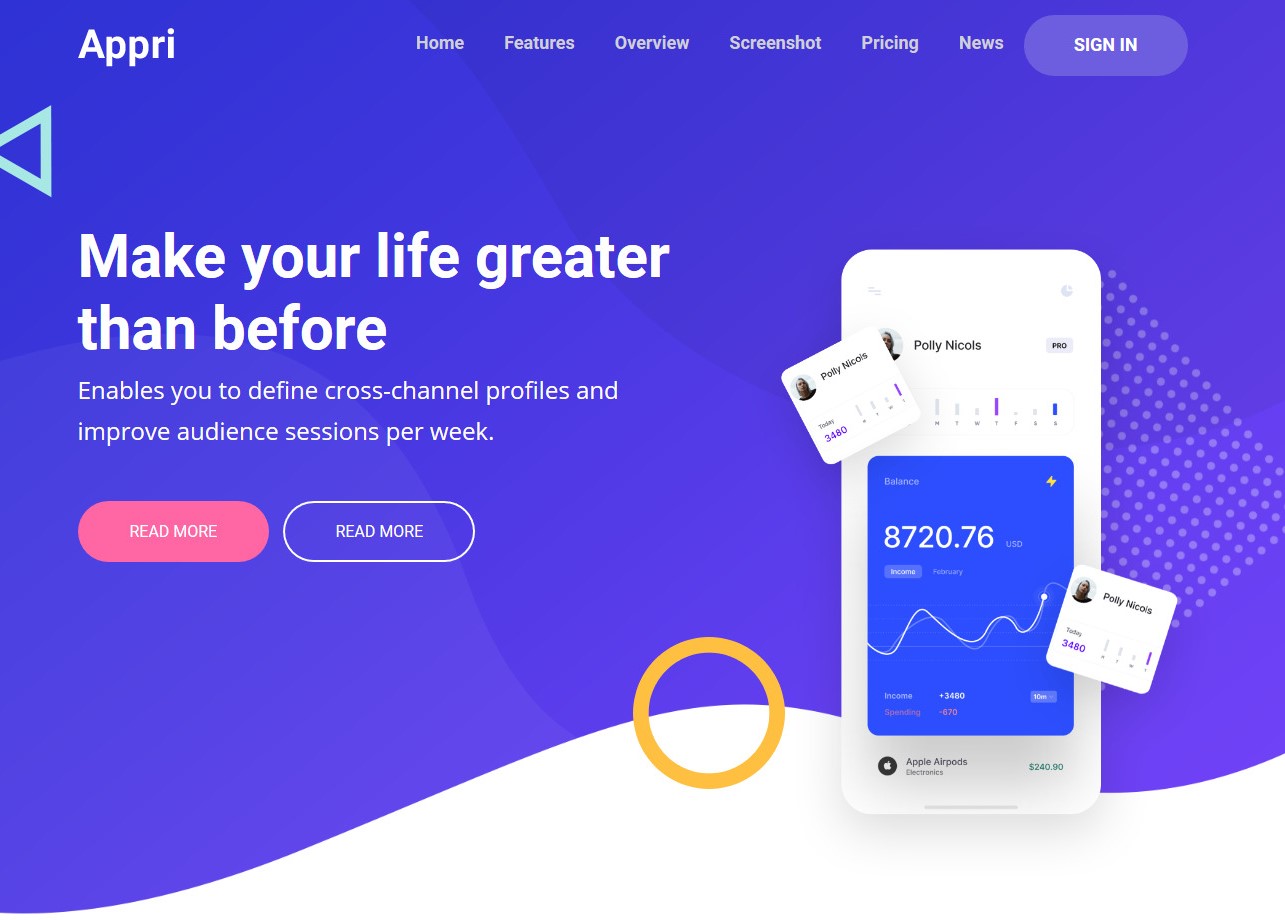 Appri
Home Features Overview Screenshot Pricing News SIGN IN
Make your life greater
than before
Enables you to define cross-channel profiles and
improve audience sessions per week.
READ MORE READ MORE
Polly Nicols PRO
M T W T F S S
Polly Nicols
Today
3480
M T W T
Balance
8720.76 USD
Income February
Polly Nicols
Today
3480
M T W T
Income +3480 10m
Spending -670
Apple Airpods
Electronics
$240.90